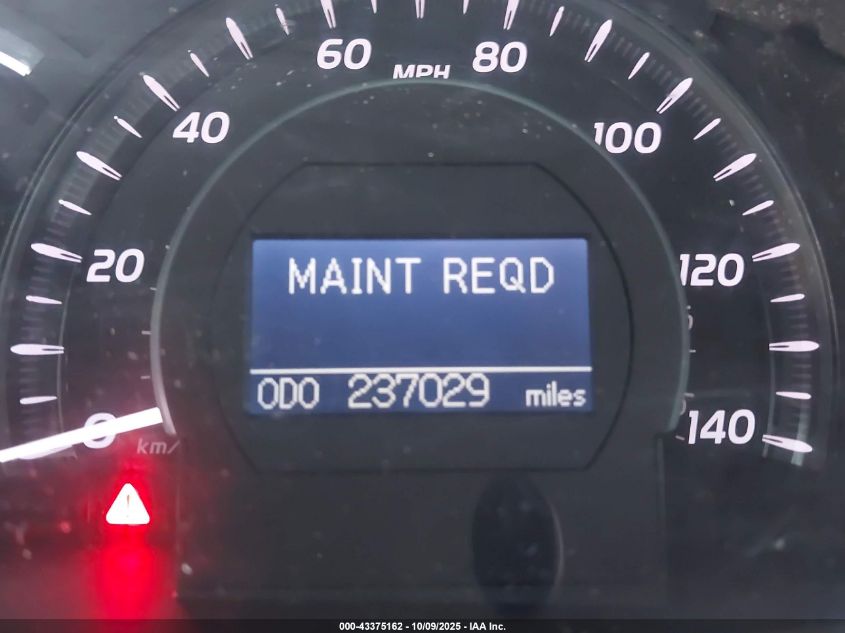 60 MPH 80
40 100
20 120
0 140
km/
MAINT REQD
ODO 237029 miles
000-43375162 - 10/09/2025 - IAA Inc.